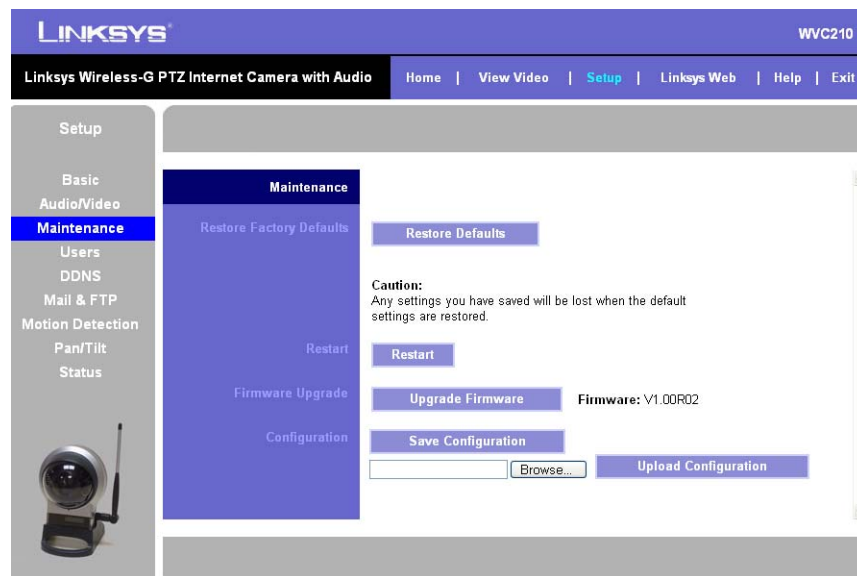 LINKSYS®
WVC210
Linksys Wireless-G PTZ Internet Camera with Audio
Home | View Video | Setup | Linksys Web | Help | Exit
Setup
Basic
Audio/Video
Maintenance
Users
DDNS
Mail & FTP
Motion Detection
Pan/Tilt
Status
Maintenance
Restore Factory Defaults
Restore Defaults
Caution:
Any settings you have saved will be lost when the default
settings are restored.
Restart
Restart
Firmware Upgrade
Upgrade Firmware
Firmware: V1.00R02
Configuration
Save Configuration
Browse...
Upload Configuration